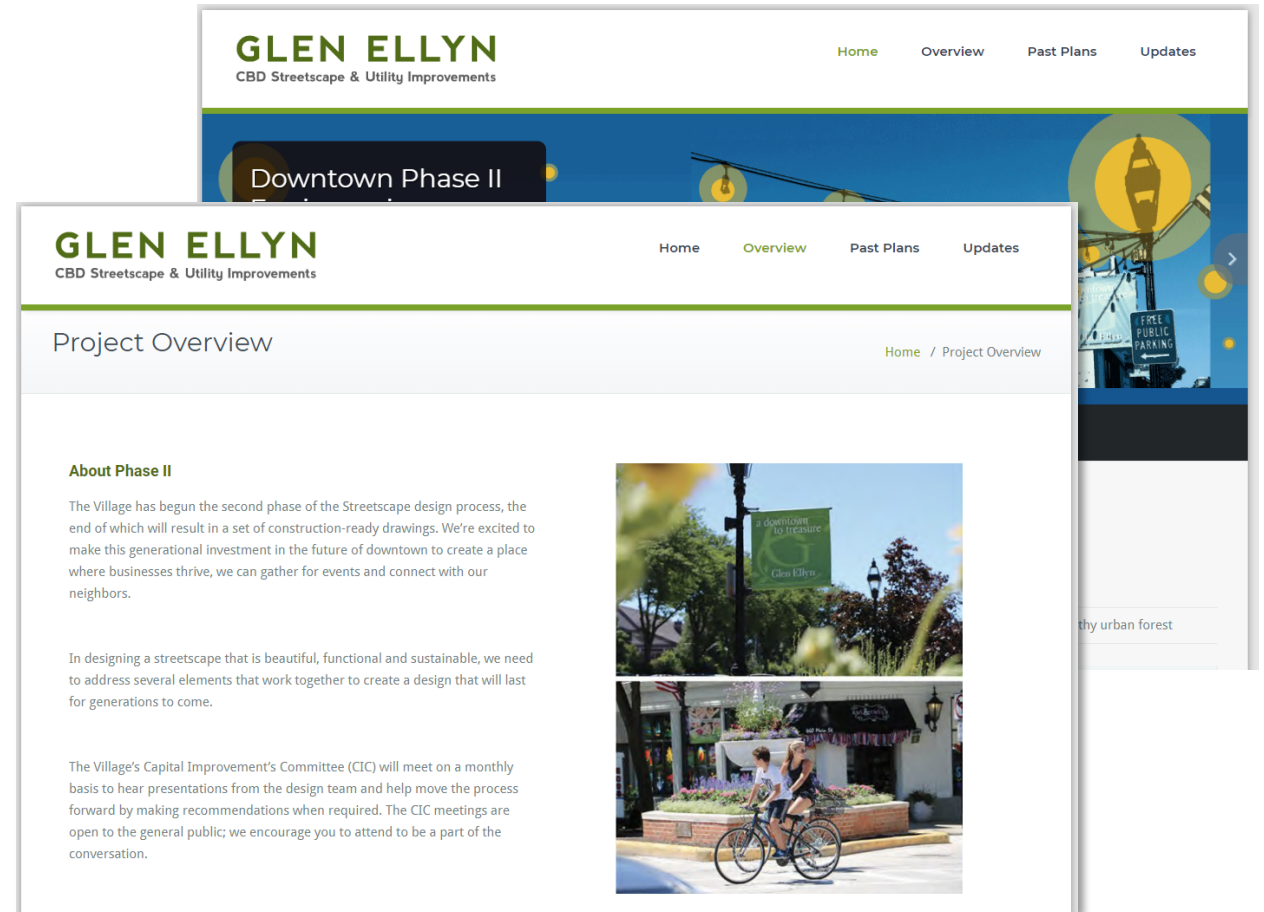 GLEN ELLYN
CBD Streetscape & Utility Improvements
Home Overview Past Plans Updates
Downtown Phase II
FREE
PUBLIC
PARKING
thy urban forest
GLEN ELLYN
CBD Streetscape & Utility Improvements
Home Overview Past Plans Updates
Project Overview
Home / Project Overview
About Phase II
The Village has begun the second phase of the Streetscape design process, the
end of which will result in a set of construction-ready drawings. We’re excited to
make this generational investment in the future of downtown to create a place
where businesses thrive, we can gather for events and connect with our
neighbors.
In designing a streetscape that is beautiful, functional and sustainable, we need
to address several elements that work together to create a design that will last
for generations to come.
The Village’s Capital Improvement’s Committee (CIC) will meet on a monthly
basis to hear presentations from the design team and help move the process
forward by making recommendations when required. The CIC meetings are
open to the general public; we encourage you to attend to be a part of the
conversation.
a downtown
to treasure
G
Glen Ellyn